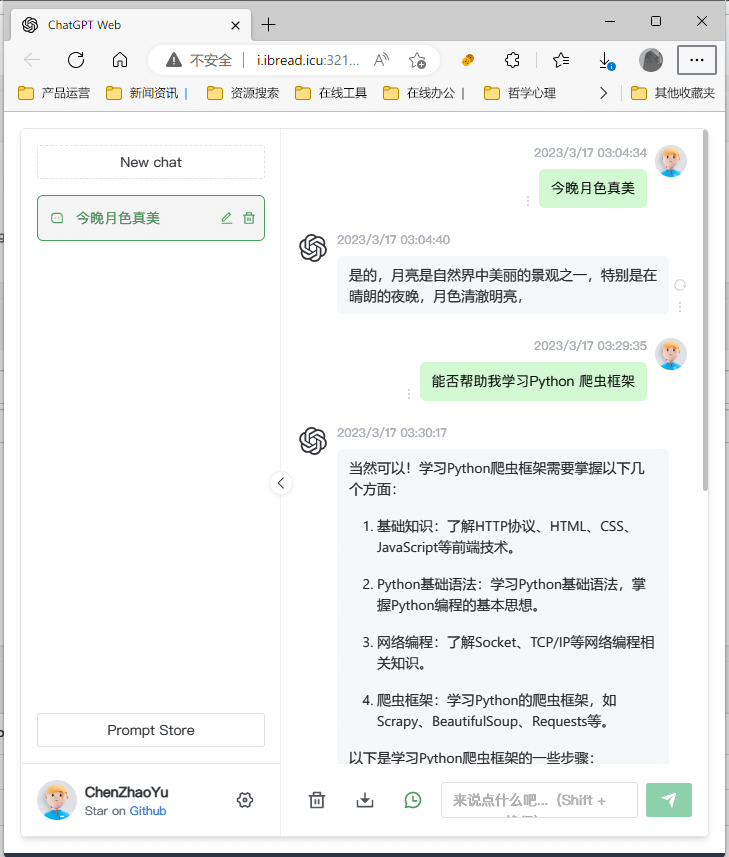 ChatGPT Web
不安全
i.ibread.icu:321...
产品运营
新闻资讯 |
资源搜索
在线工具
在线办公 |
哲学心理
其他收藏夹
New chat
今晚月色真美
2023/3/17 03:04:34
今晚月色真美
2023/3/17 03:04:40
是的，月亮是自然界中美丽的景观之一，特别是在
晴朗的夜晚，月色清澈明亮，
2023/3/17 03:29:35
能否帮助我学习Python 爬虫框架
2023/3/17 03:30:17
当然可以！学习Python爬虫框架需要掌握以下几
个方面：
1. 基础知识：了解HTTP协议、HTML、CSS、
JavaScript等前端技术。
2. Python基础语法：学习Python基础语法，掌
握Python编程的基本思想。
3. 网络编程：了解Socket、TCP/IP等网络编程相
关知识。
4. 爬虫框架：学习Python的爬虫框架，如
Scrapy、BeautifulSoup、Requests等。
以下是学习Python爬虫框架的一些步骤：
Prompt Store
ChenZhaoYu
Star on Github
来说点什么吧...（Shift +